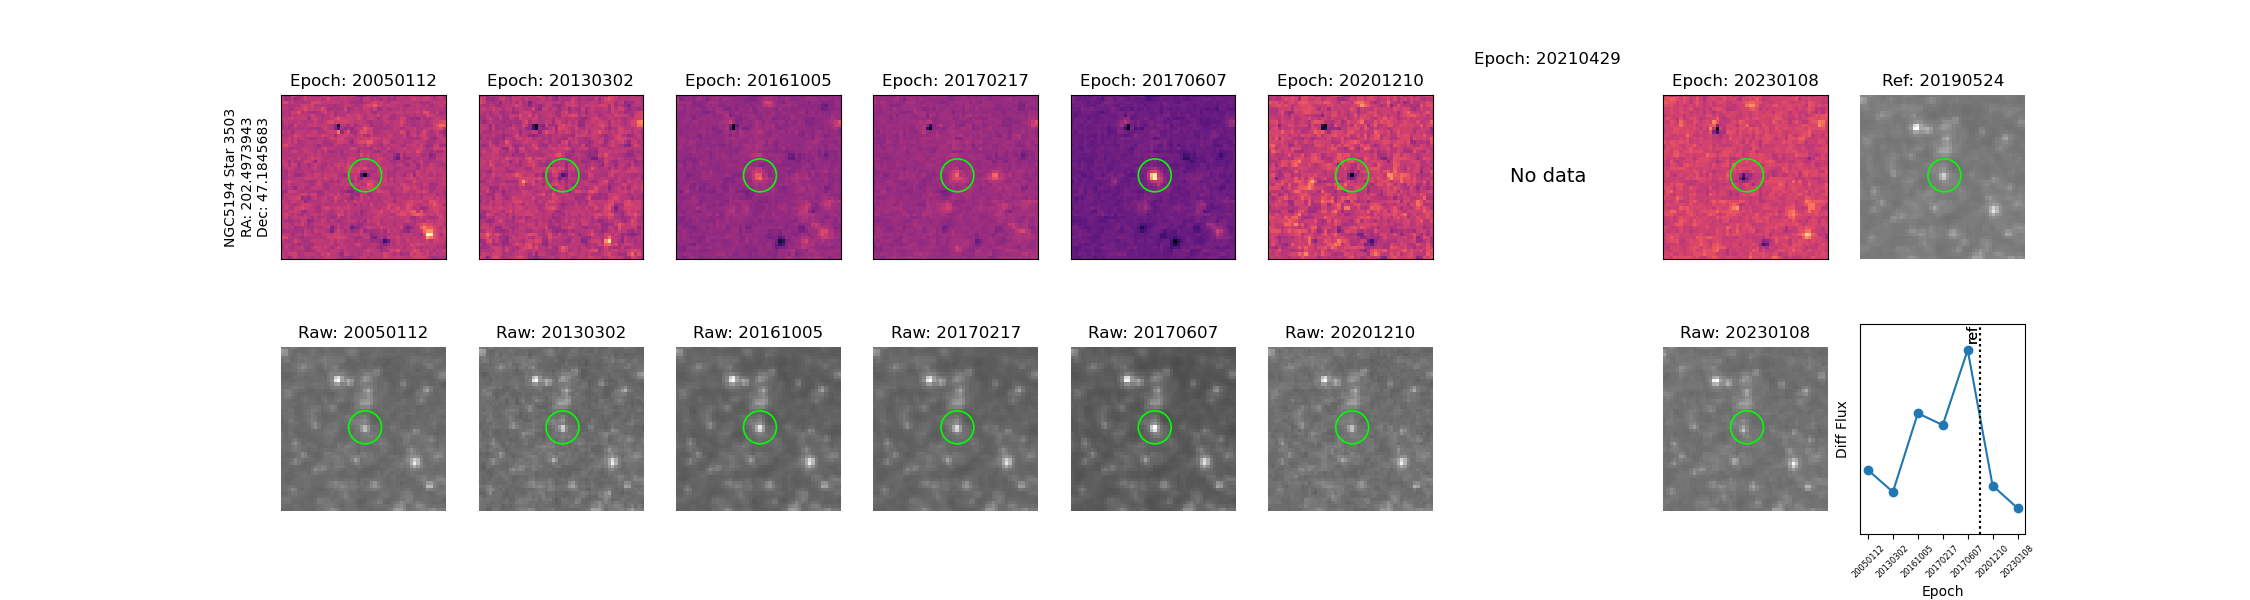 NGC5194 Star 3503
RA: 202.4973943
Dec: 47.1845683
Epoch: 20050112
Epoch: 20130302
Epoch: 20161005
Epoch: 20170217
Epoch: 20170607
Epoch: 20201210
Epoch: 20210429
No data
Epoch: 20230108
Ref: 20190524
Raw: 20050112
Raw: 20130302
Raw: 20161005
Raw: 20170217
Raw: 20170607
Raw: 20201210
Raw: 20230108
Diff Flux
ref
20050112
20130302
20161005
20170217
20170607
20201210
20230108
Epoch